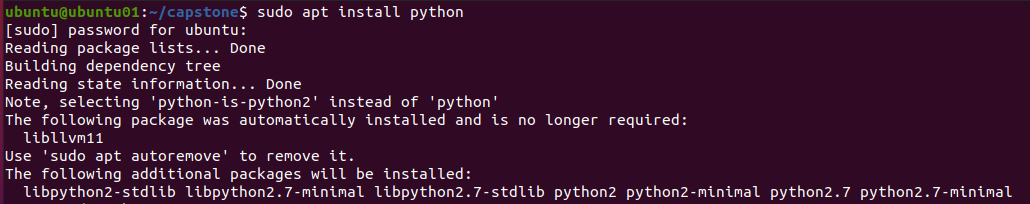 ubuntu@ubuntu01:~/capstone$ sudo apt install python
[sudo] password for ubuntu:
Reading package lists... Done
Building dependency tree
Reading state information... Done
Note, selecting 'python-is-python2' instead of 'python'
The following package was automatically installed and is no longer required:
  libllvm11
Use 'sudo apt autoremove' to remove it.
The following additional packages will be installed:
  libpython2-stdlib libpython2.7-minimal libpython2.7-stdlib python2 python2-minimal python2.7 python2.7-minimal